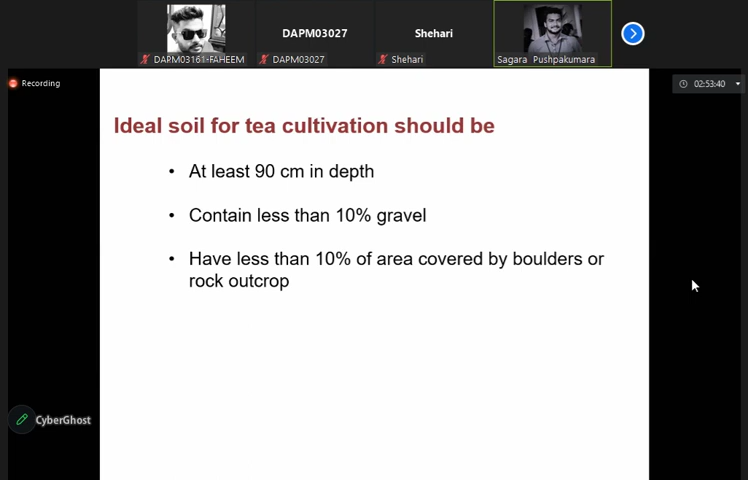 DAPM03027
Shehari
DARM03161-FAHEEM
DAPM03027
Shehari
Sagara Pushpakumara
Recording
02:53:40
Ideal soil for tea cultivation should be
• At least 90 cm in depth
• Contain less than 10% gravel
• Have less than 10% of area covered by boulders or
rock outcrop
CyberGhost